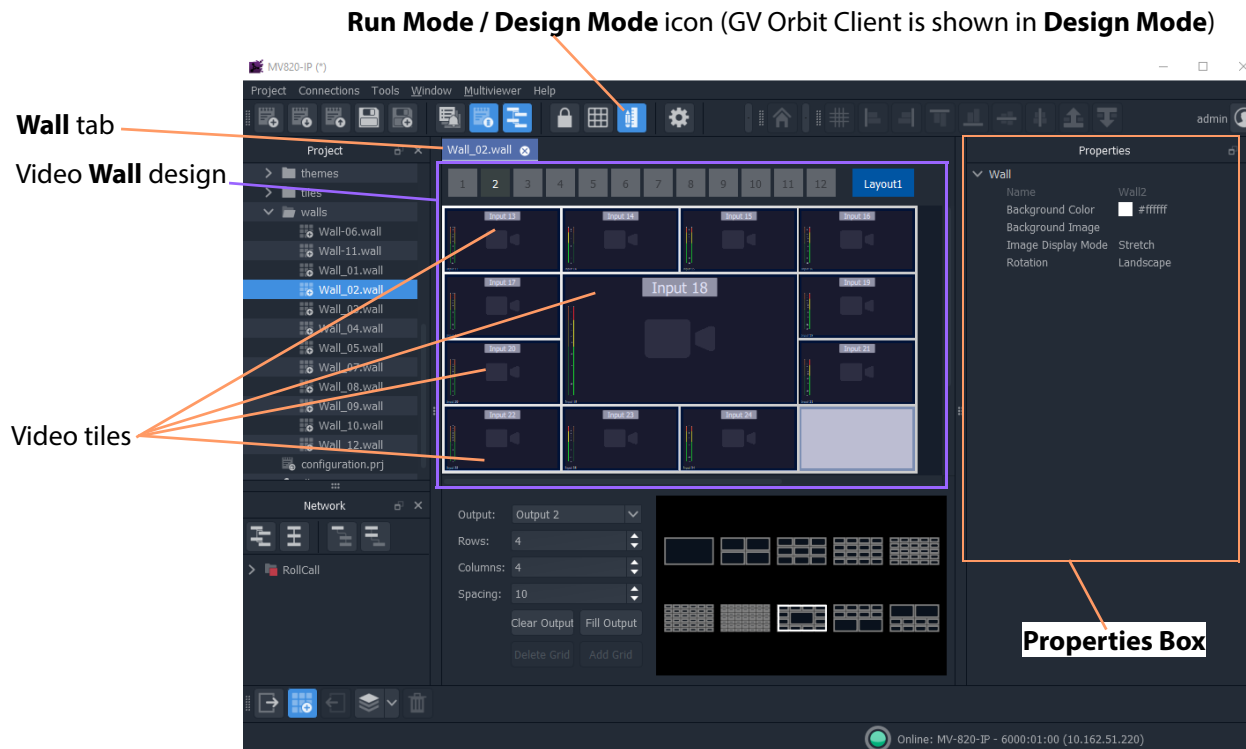 Run Mode / Design Mode icon (GV Orbit Client is shown in Design Mode)
MV820-IP (*)
Project Connections Tools Window Multiviewer Help
admin
Wall tab
Video Wall design
Video tiles
Project
themes
tiles
walls
Wall-06.wall
Wall-11.wall
Wall_01.wall
Wall_02.wall
Wall_03.wall
Wall_04.wall
Wall_05.wall
Wall_07.wall
Wall_08.wall
Wall_09.wall
Wall_10.wall
Wall_12.wall
configuration.prj
Network
RollCall
Wall_02.wall
1 2 3 4 5 6 7 8 9 10 11 12 Layout1
Input 13 Input 14 Input 15 Input 16
Input 17 Input 18 Input 19
Input 20 Input 21
Input 22 Input 23 Input 24
Output: Output 2
Rows: 4
Columns: 4
Spacing: 10
Clear Output Fill Output
Delete Grid Add Grid
Properties
Wall
Name Wall2
Background Color #ffffff
Background Image
Image Display Mode Stretch
Rotation Landscape
Properties Box
Online: MV-820-IP - 6000:01:00 (10.162.51.220)